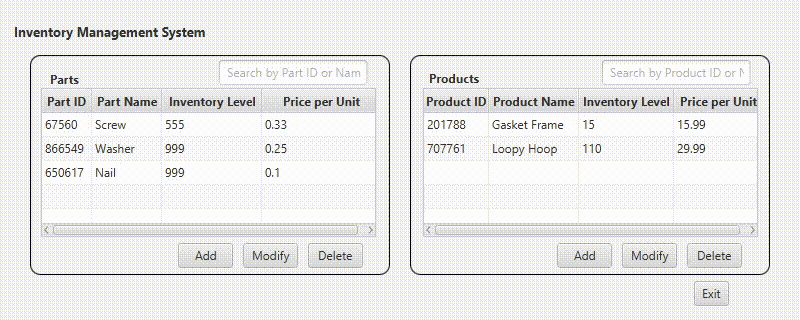 Inventory Management System
Parts
Search by Part ID or Nam
Part ID Part Name Inventory Level Price per Unit
67560 Screw 555 0.33
866549 Washer 999 0.25
650617 Nail 999 0.1
Add Modify Delete
Products
Search by Product ID or N
Product ID Product Name Inventory Level Price per Unit
201788 Gasket Frame 15 15.99
707761 Loopy Hoop 110 29.99
Add Modify Delete
Exit